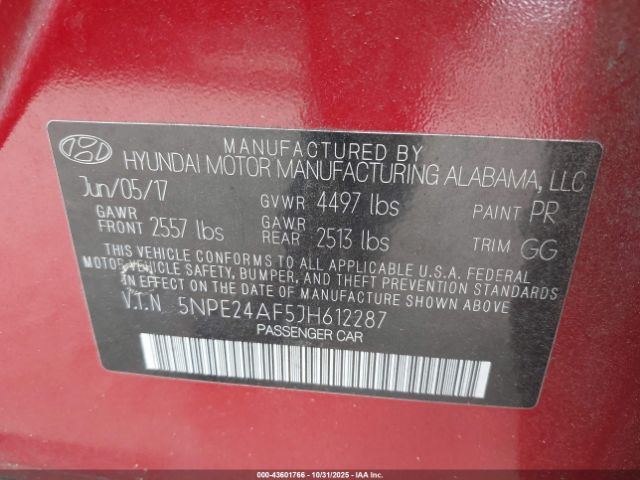 MANUFACTURED BY
HYUNDAI MOTOR MANUFACTURING ALABAMA, LLC
Jun/05/17 GVWR 4497 lbs PAINT PR
GAWR FRONT 2557 lbs GAWR REAR 2513 lbs TRIM GG
THIS VEHICLE CONFORMS TO ALL APPLICABLE FEDERAL
MOTOR VEHICLE SAFETY, BUMPER, AND THEFT PREVENTION STANDARDS
IN EFFECT ON THE DATE OF MANUFACTURE SHOWN ABOVE.
V.I.N 5NPE24AF5JH612287
PASSENGER CAR
000-43601766 - 10/31/2025 - COPART